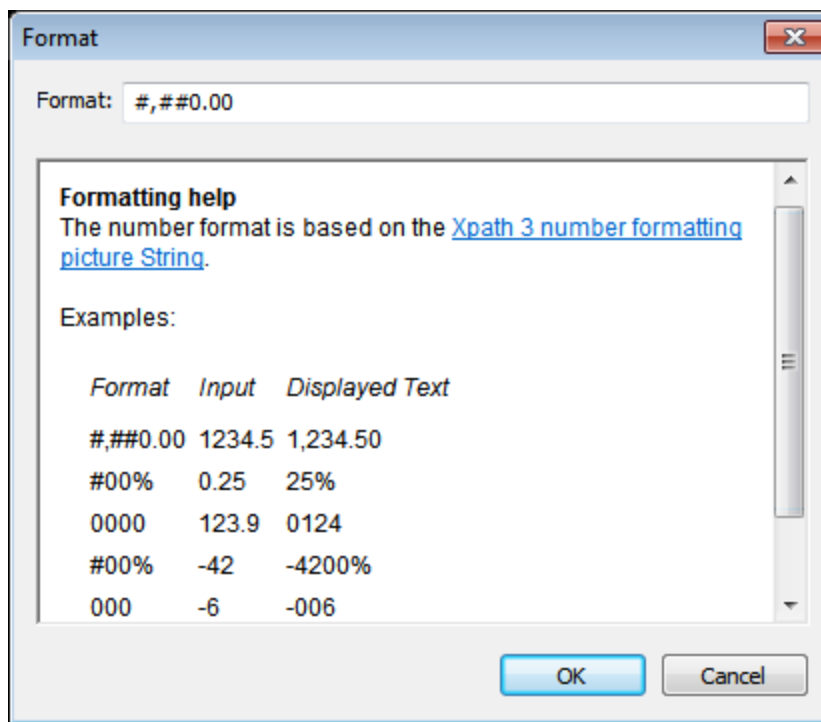 Format
Format: #,##0.00
Formatting help
The number format is based on the Xpath 3 number formatting
picture String.
Examples:
Format Input Displayed Text
#,##0.00 1234.5 1,234.50
#00% 0.25 25%
0000 123.9 0124
#00% -42 -4200%
000 -6 -006
OK Cancel